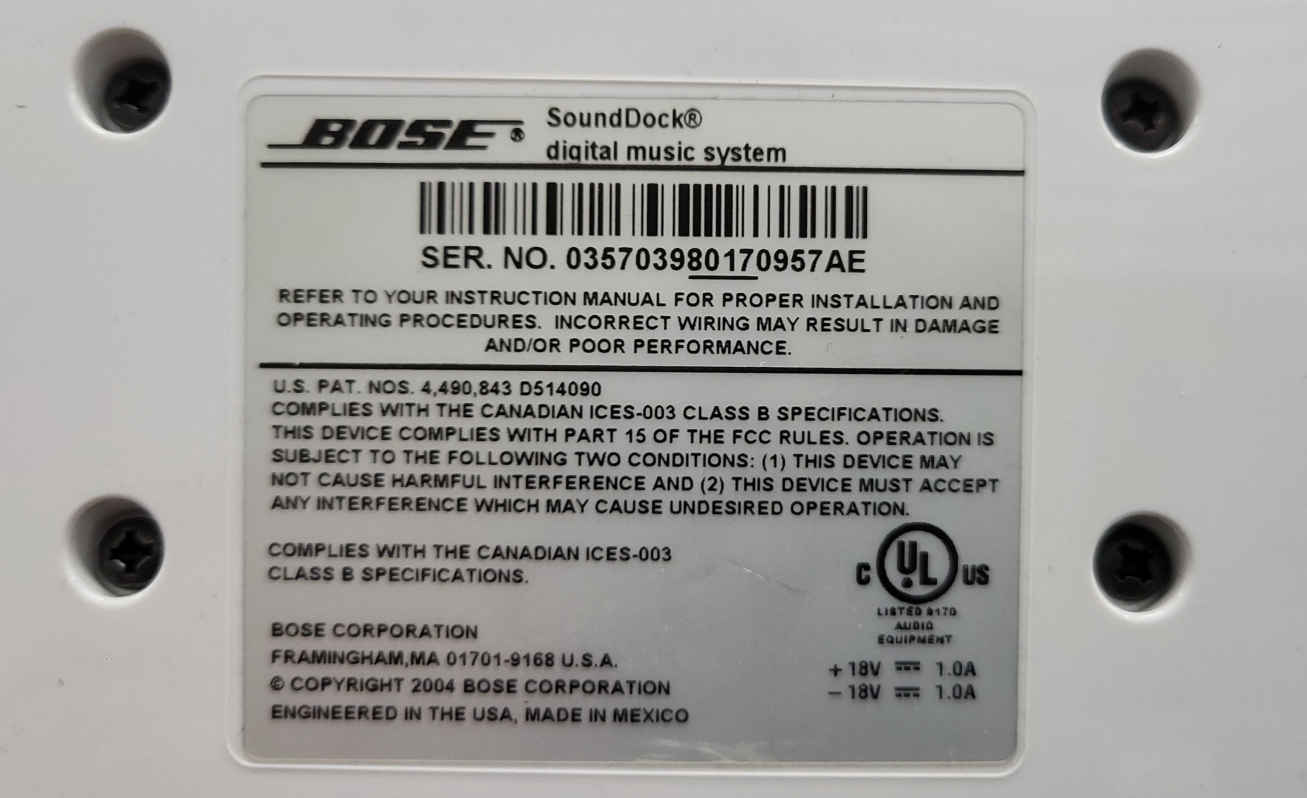 BOSE® SoundDock®
digital music system
SER. NO. 035703980170957AE
REFER TO YOUR INSTRUCTION MANUAL FOR PROPER INSTALLATION AND
OPERATING PROCEDURES. INCORRECT WIRING MAY RESULT IN DAMAGE
AND/OR POOR PERFORMANCE.
U.S. PAT. NOS. 4,490,843 D514090
COMPLIES WITH THE CANADIAN ICES-003 CLASS B SPECIFICATIONS.
THIS DEVICE COMPLIES WITH PART 15 OF THE FCC RULES. OPERATION IS
SUBJECT TO THE FOLLOWING TWO CONDITIONS: (1) THIS DEVICE MAY
NOT CAUSE HARMFUL INTERFERENCE AND (2) THIS DEVICE MUST ACCEPT
ANY INTERFERENCE WHICH MAY CAUSE UNDESIRED OPERATION.
COMPLIES WITH THE CANADIAN ICES-003
CLASS B SPECIFICATIONS.
C UL US
LISTED 9170
AUDIO
EQUIPMENT
BOSE CORPORATION
FRAMINGHAM,MA 01701-9168 U.S.A.
© COPYRIGHT 2004 BOSE CORPORATION
ENGINEERED IN THE USA, MADE IN MEXICO
+ 18V ⎓ 1.0A
− 18V ⎓ 1.0A